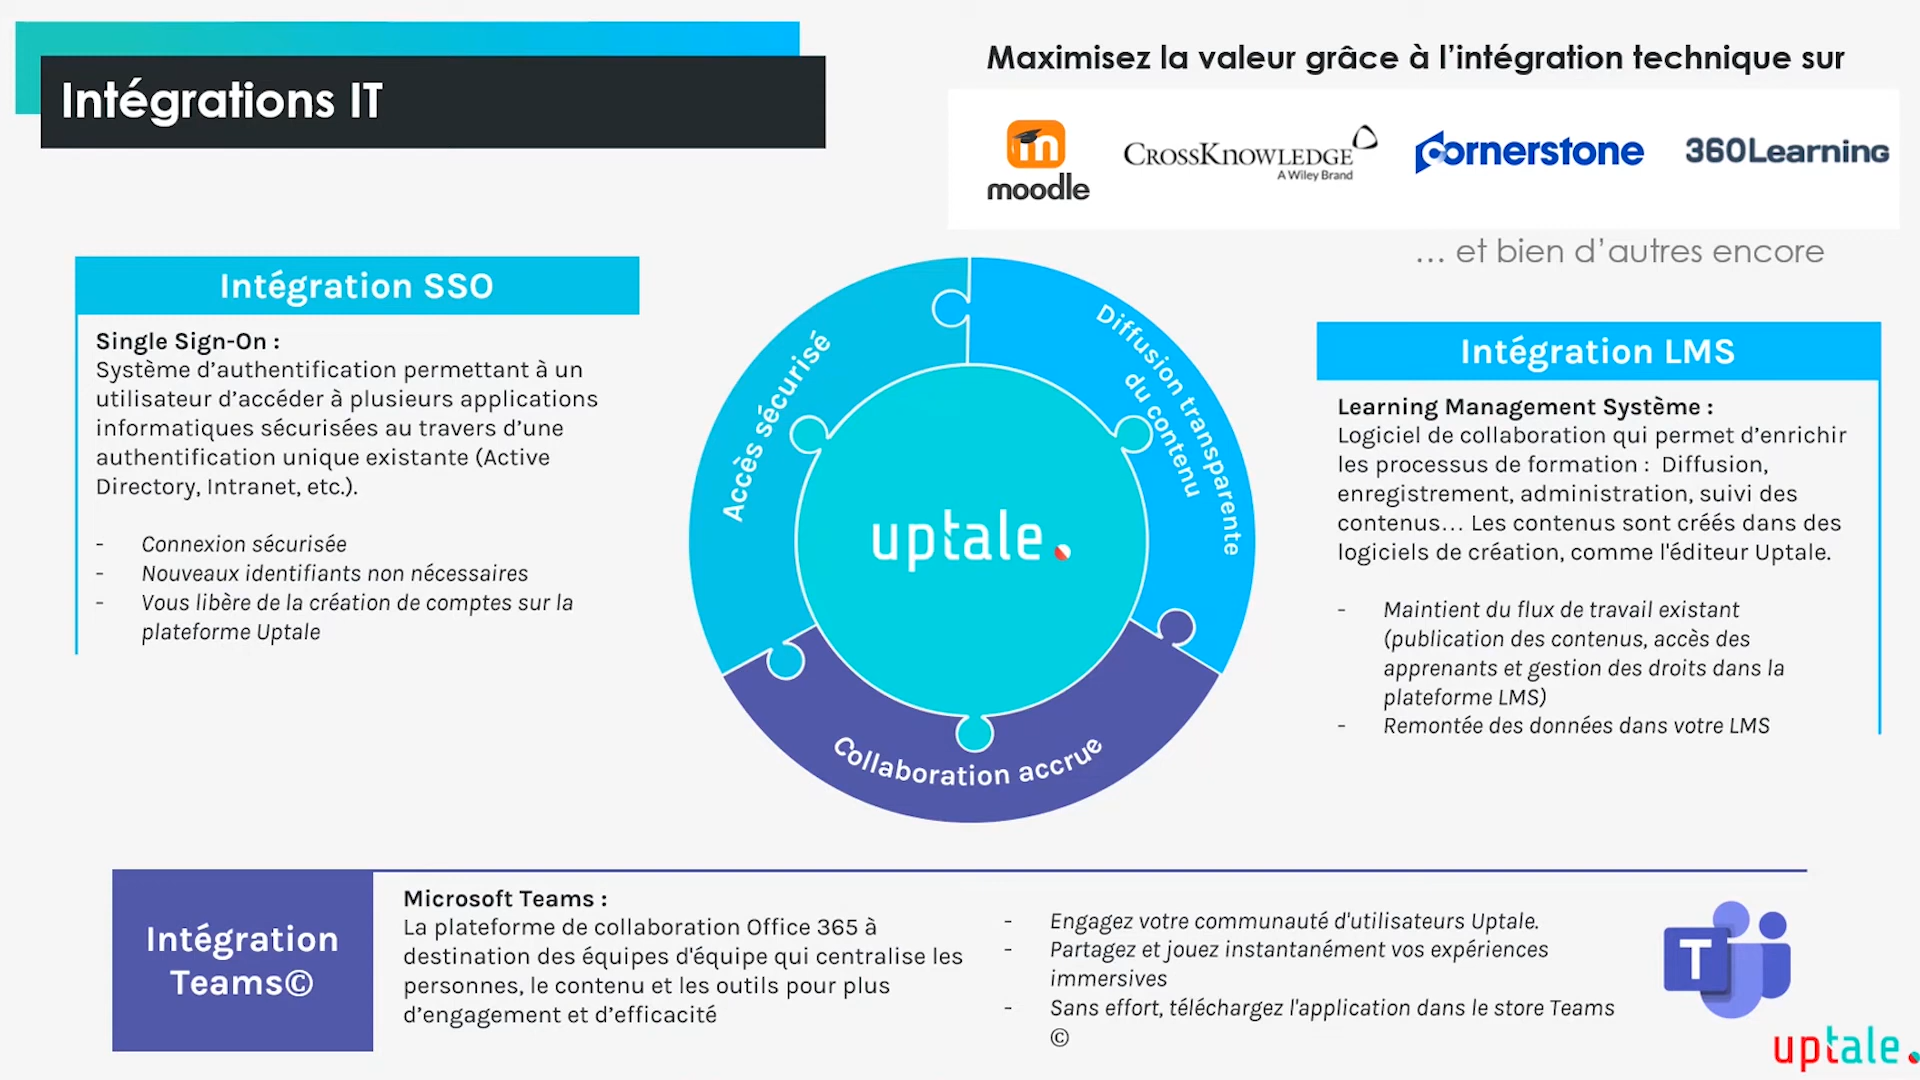 Intégrations IT
Maximisez la valeur grâce à l’intégration technique sur
moodle
CROSSKNOWLEDGE
A Wiley Brand
cornerstone
360Learning
... et bien d’autres encore
Intégration SSO
Single Sign-On :
Système d’authentification permettant à un
utilisateur d’accéder à plusieurs applications
informatiques sécurisées au travers d’une
authentification unique existante (Active
Directory, Intranet, etc.).
- Connexion sécurisée
- Nouveaux identifiants non nécessaires
- Vous libère de la création de comptes sur la
plateforme Uptale
Accès sécurisé
Diffusion transparente
du contenu
uptale.
Collaboration accrue
Intégration LMS
Learning Management Système :
Logiciel de collaboration qui permet d’enrichir
les processus de formation : Diffusion,
enregistrement, administration, suivi des
contenus... Les contenus sont créés dans des
logiciels de création, comme l'éditeur Uptale.
- Maintient du flux de travail existant
(publication des contenus, accès des
apprenants et gestion des droits dans la
plateforme LMS)
- Remontée des données dans votre LMS
Intégration
Teams©
Microsoft Teams :
La plateforme de collaboration Office 365 à
destination des équipes d'équipe qui centralise les
personnes, le contenu et les outils pour plus
d’engagement et d’efficacité
- Engagez votre communauté d'utilisateurs Uptale.
- Partagez et jouez instantanément vos expériences
immersives
- Sans effort, téléchargez l'application dans le store Teams
©
T
uptale.